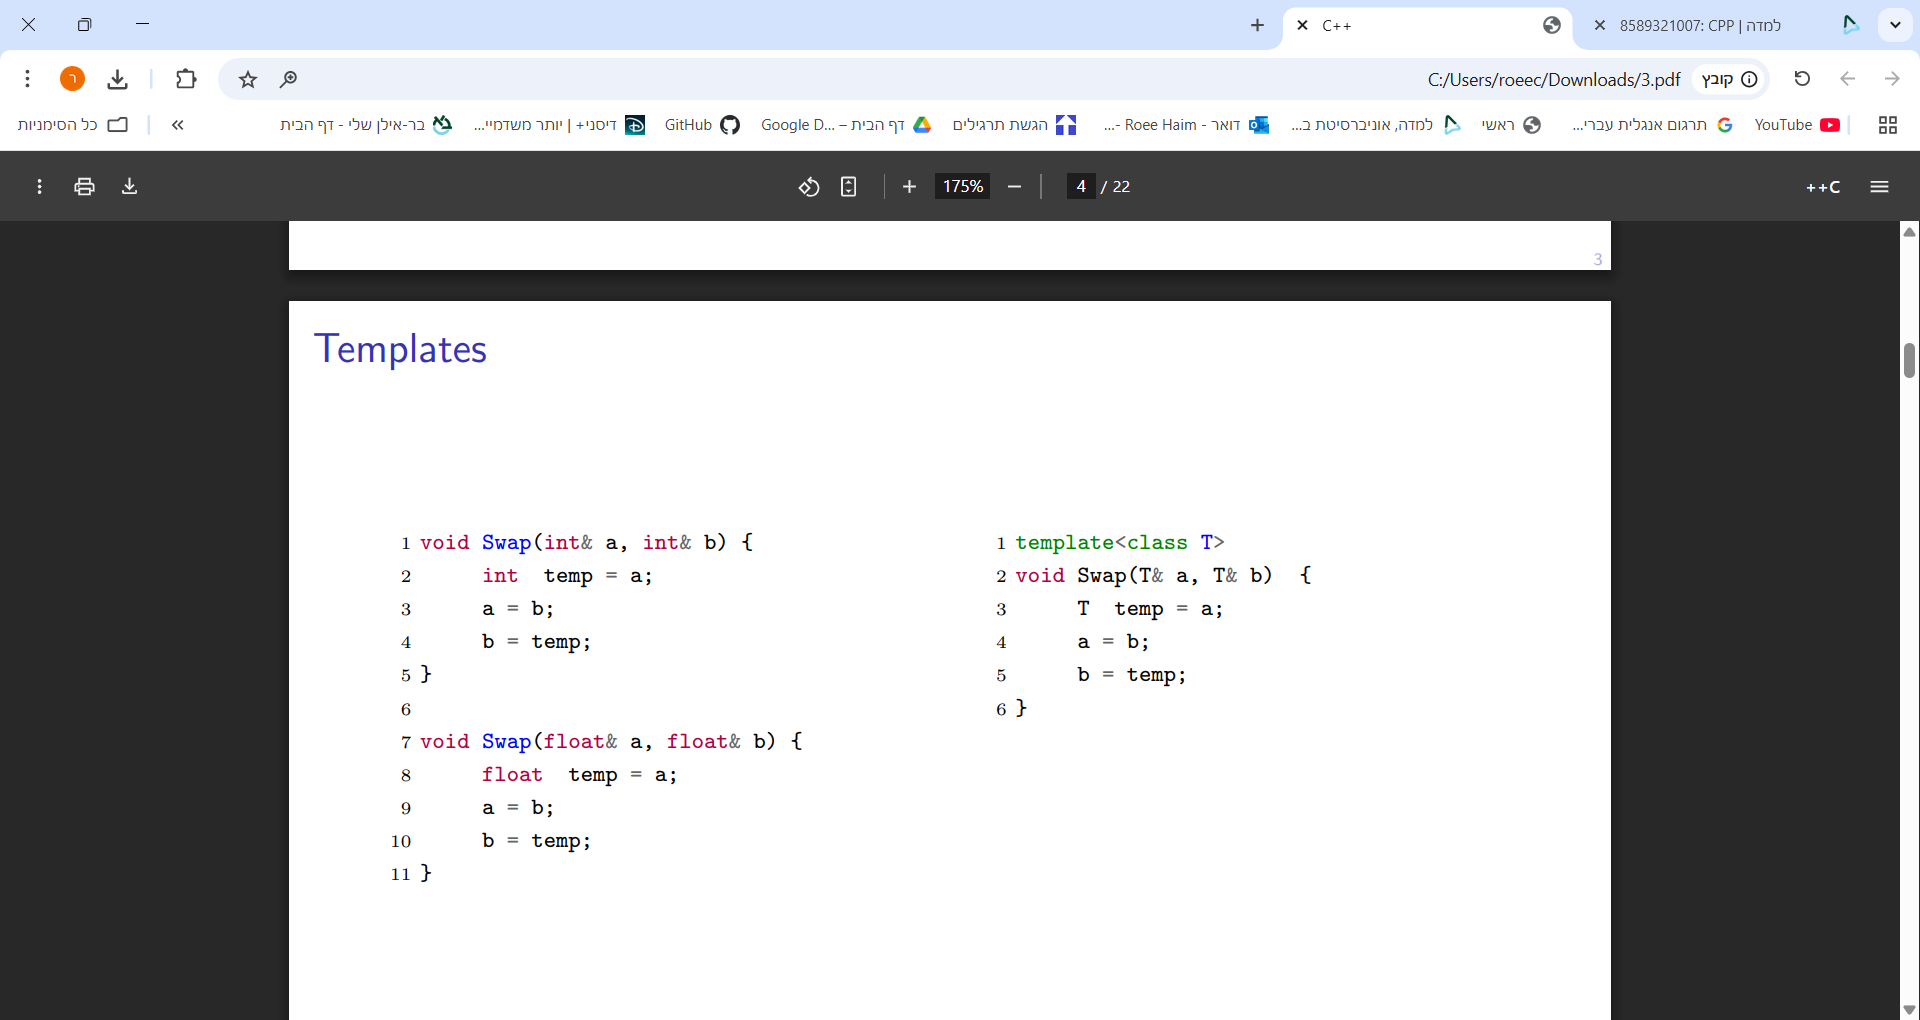 C++
למדה | 8589321007: CPP
C:/Users/roeec/Downloads/3.pdf
קובץ
ר
YouTube
תרגום אנגלית עברי...
ראשי
למדה, אוניברסיטת ב...
דואר - Roee Haim -...
הגשת תרגילים
דף הבית – Google D...
GitHub
דיסני+ | יותר משדמיי...
בר-אילן שלי - דף הבית
«
כל הסימניות
175%
4 / 22
++C
3
Templates
1 void Swap(int& a, int& b) {
2 int temp = a;
3 a = b;
4 b = temp;
5 }
6
7 void Swap(float& a, float& b) {
8 float temp = a;
9 a = b;
10 b = temp;
11 }
1 template<class T>
2 void Swap(T& a, T& b) {
3 T temp = a;
4 a = b;
5 b = temp;
6 }